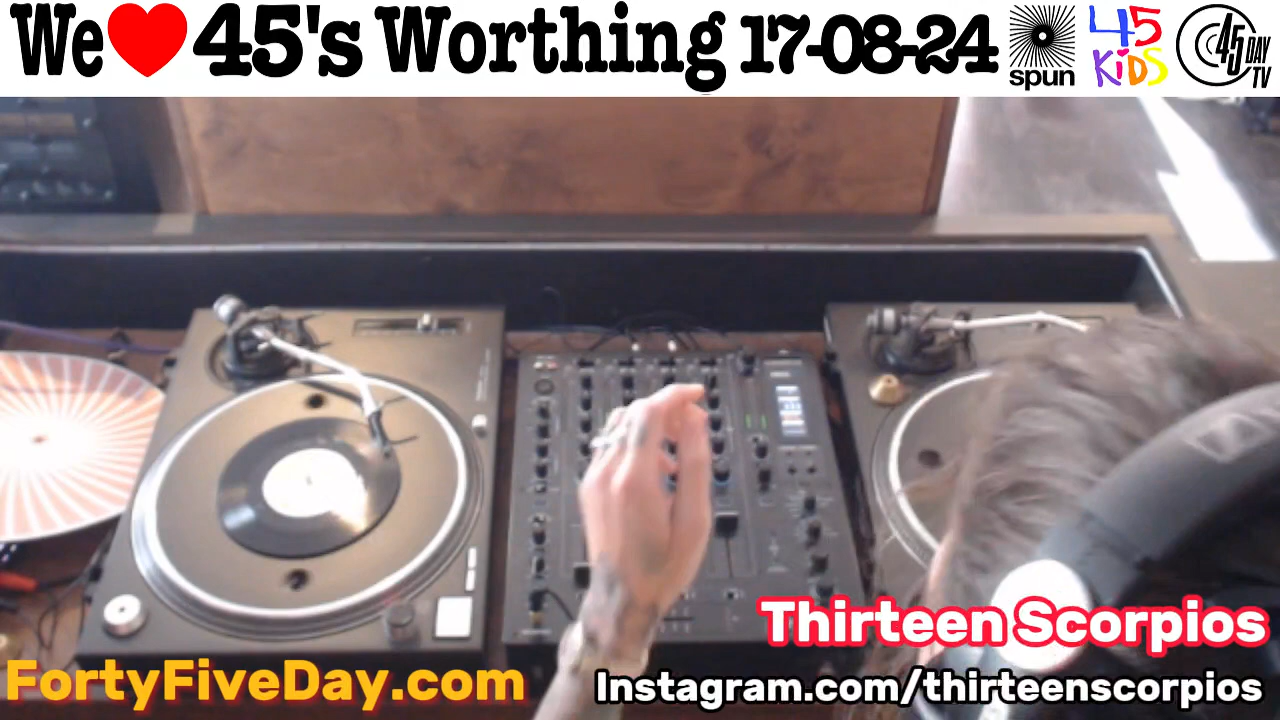 We ❤ 45's Worthing 17-08-24
spun
45 KiDS
45 DAY TV
Thirteen Scorpios
FortyFiveDay.com
Instagram.com/thirteenscorpios